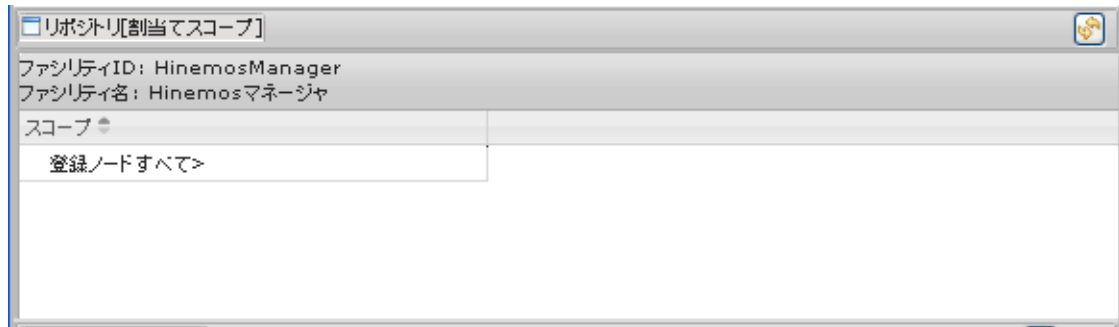 リポジトリ[割当てスコープ]
ファシリティID: HinemosManager
ファシリティ名: Hinemosマネージャ
スコープ
登録ノードすべて>